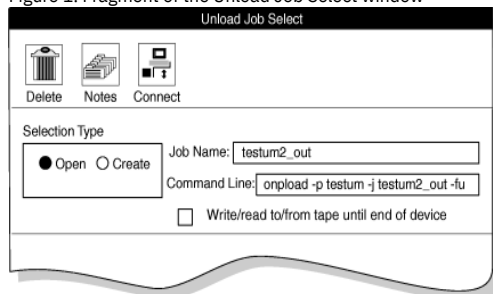 Figure 1. Fragment of the Unload Job Select window
Unload Job Select
Delete Notes Connect
Selection Type
Open Create
Job Name: testum2_out
Command Line: onpload -p testum -j testum2_out -fu
Write/read to/from tape until end of device